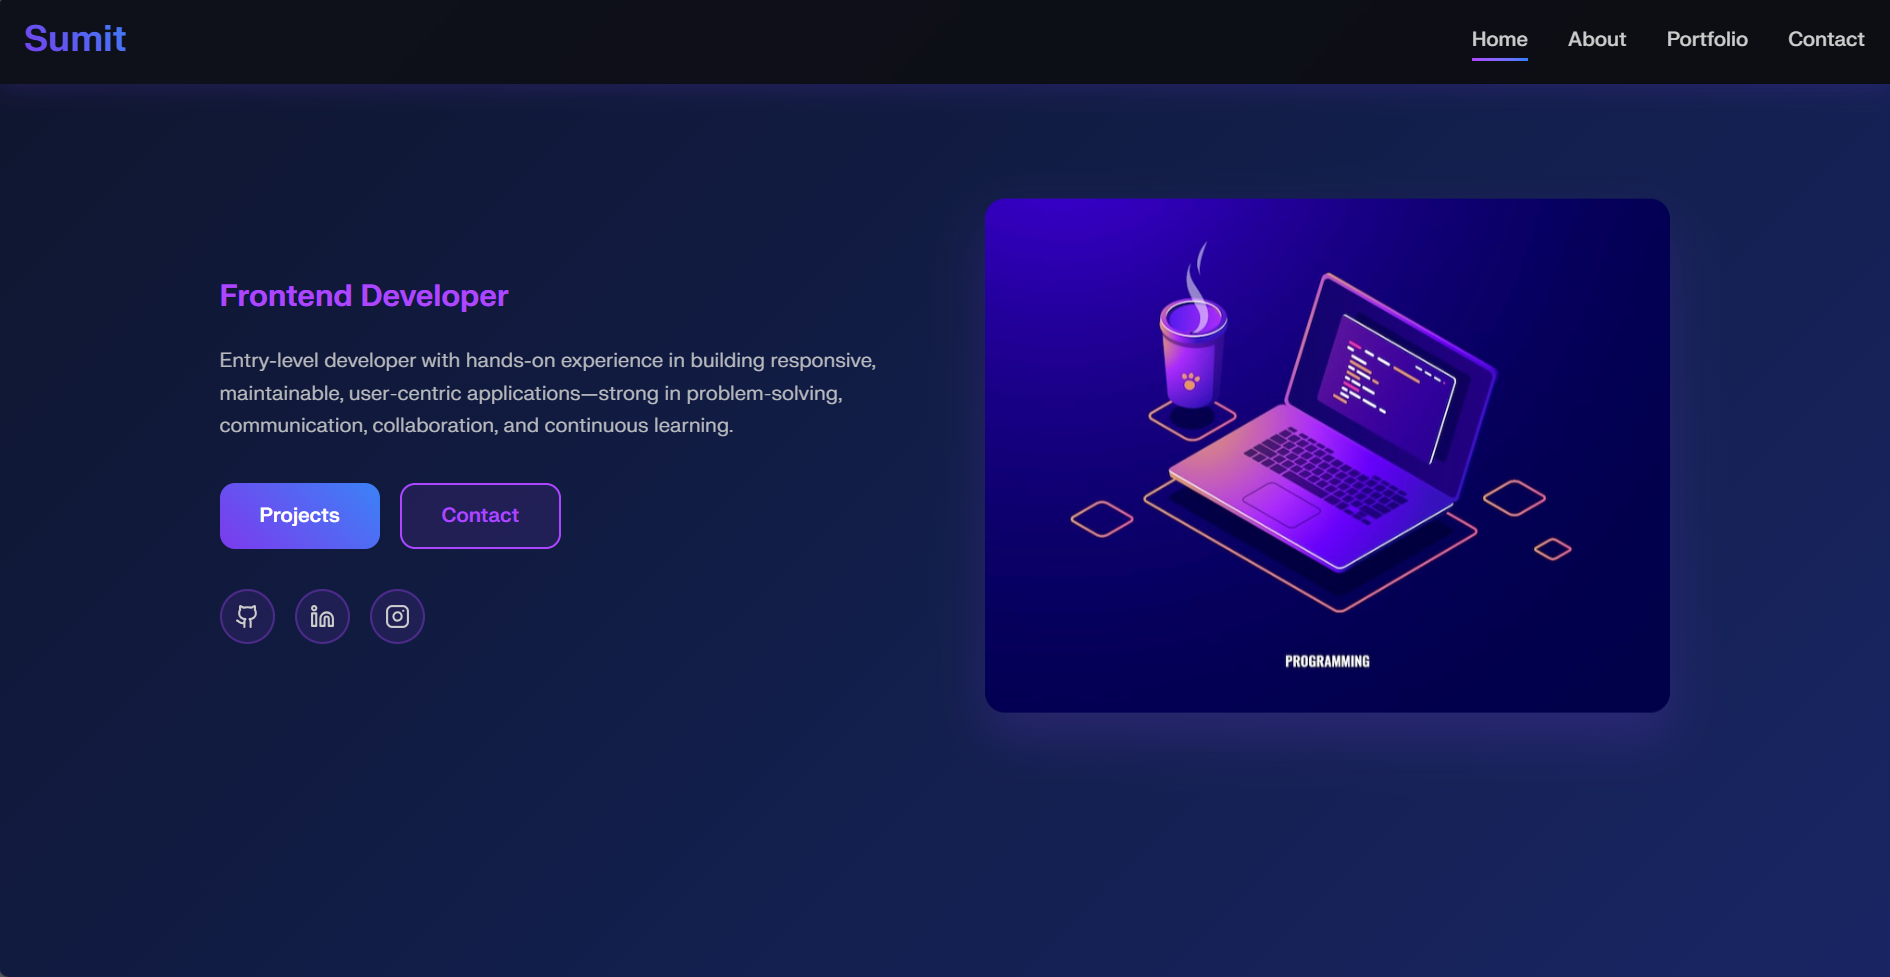 Sumit
Home
About
Portfolio
Contact
Frontend Developer
Entry-level developer with hands-on experience in building responsive,
maintainable, user-centric applications—strong in problem-solving,
communication, collaboration, and continuous learning.
Projects
Contact
in
PROGRAMMING